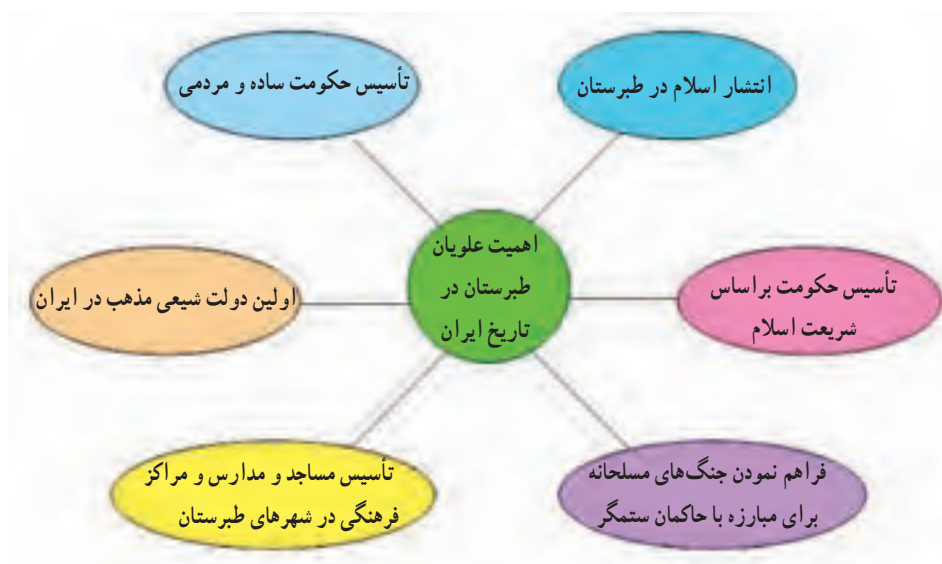 انتشار اسلام در طبرستان
تأسیس حکومت ساده و مردمی
اهمیت علویان
طبرستان در
تاریخ ایران
تأسیس حکومت براساس
شریعت اسلام
اولین دولت شیعی مذهب در ایران
فراهم نمودن جنگ‌های مسلحانه
برای مبارزه با حاکمان ستمگر
تأسیس مساجد و مدارس و مراکز
فرهنگی در شهرهای طبرستان